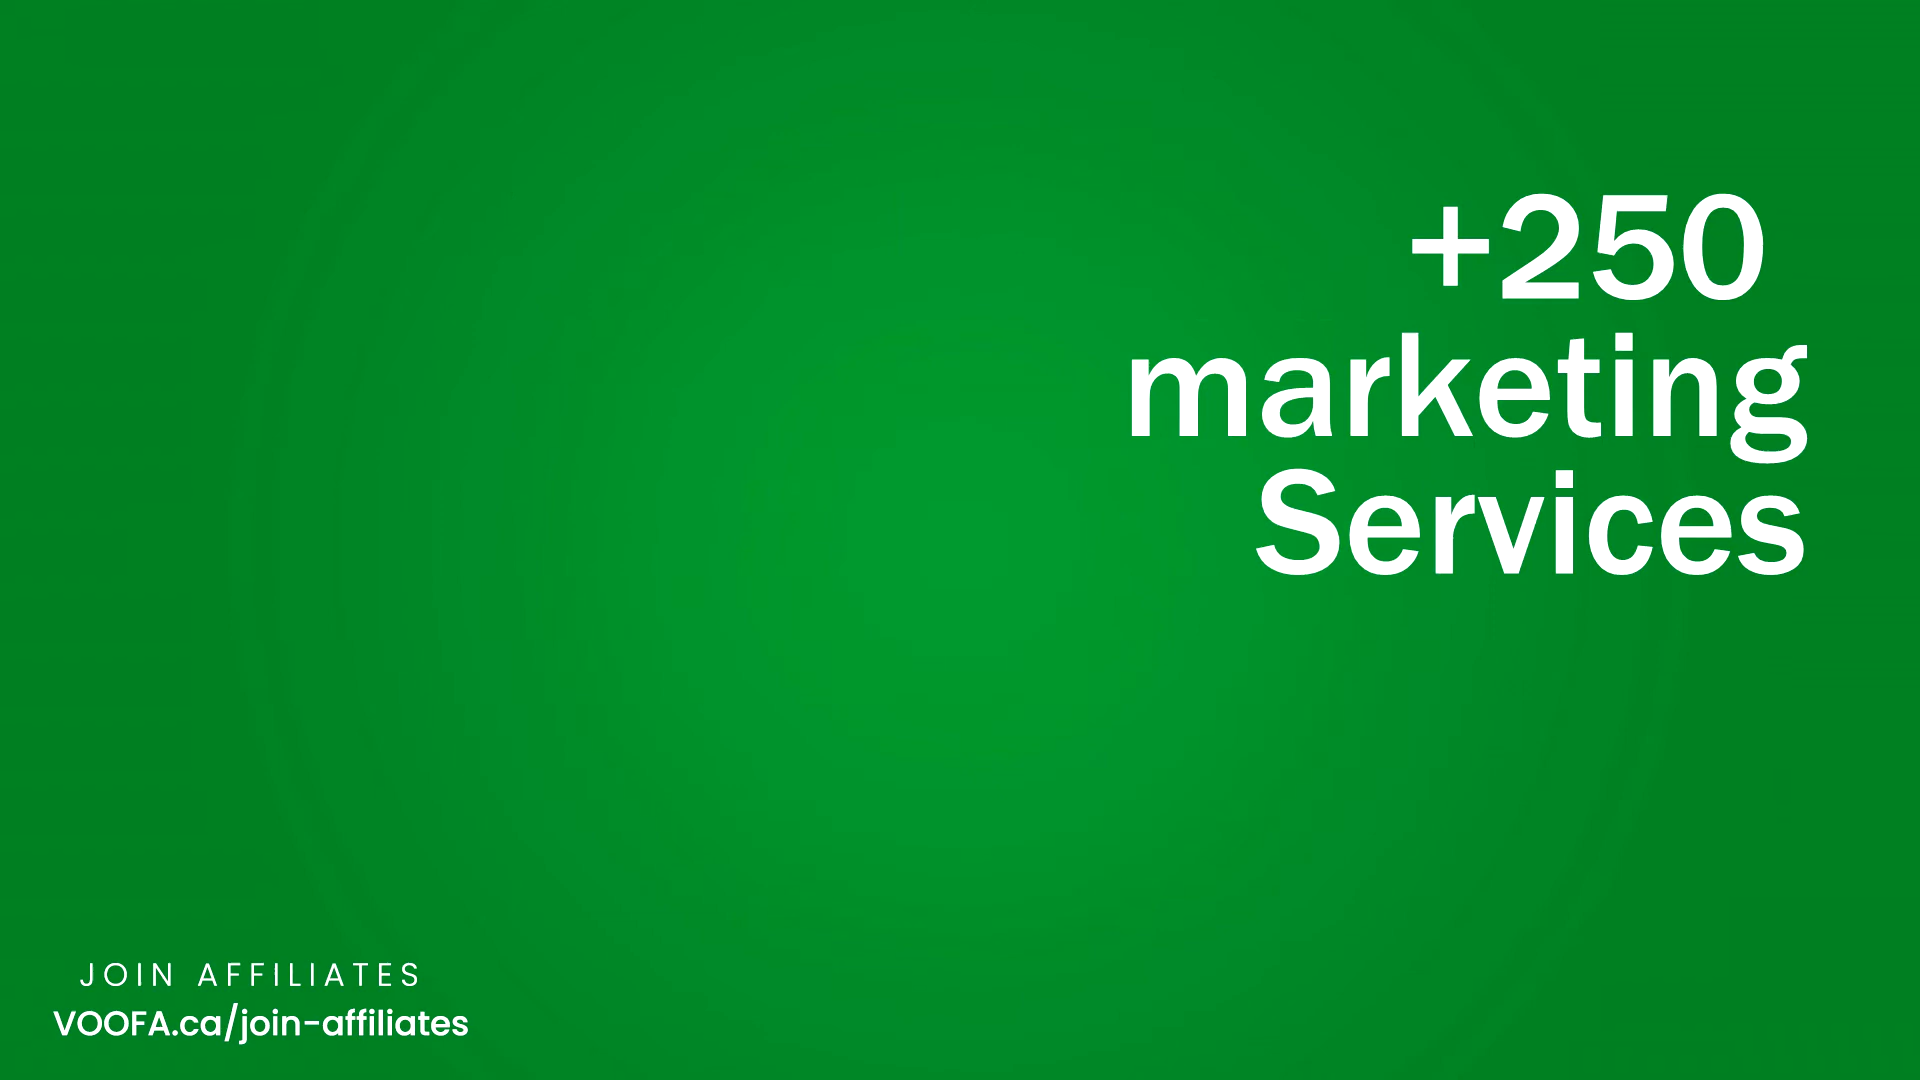 +250
marketing
Services
JOIN AFFILIATES
VOOFA.ca/join-affiliates